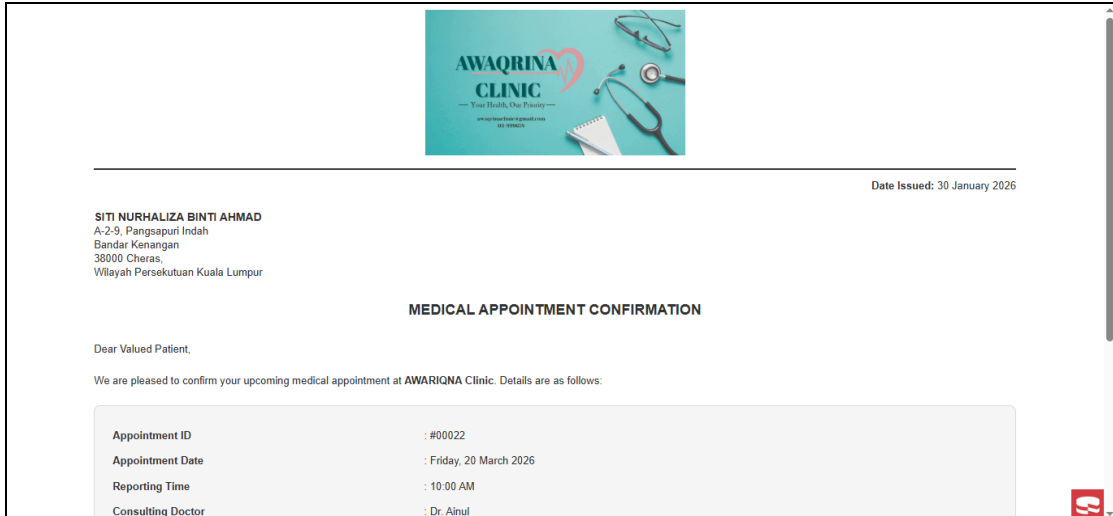 AWAQRINA
CLINIC
Your Health, Our Priority
Date Issued: 30 January 2026
SITI NURHALIZA BINTI AHMAD
A-2-9, Pangsapuri Indah
Bandar Kenangan
38000 Cheras,
Wilayah Persekutuan Kuala Lumpur
MEDICAL APPOINTMENT CONFIRMATION
Dear Valued Patient,
We are pleased to confirm your upcoming medical appointment at AWARIQNA Clinic. Details are as follows:
Appointment ID : #00022
Appointment Date : Friday, 20 March 2026
Reporting Time : 10:00 AM
Consulting Doctor : Dr. Ainul